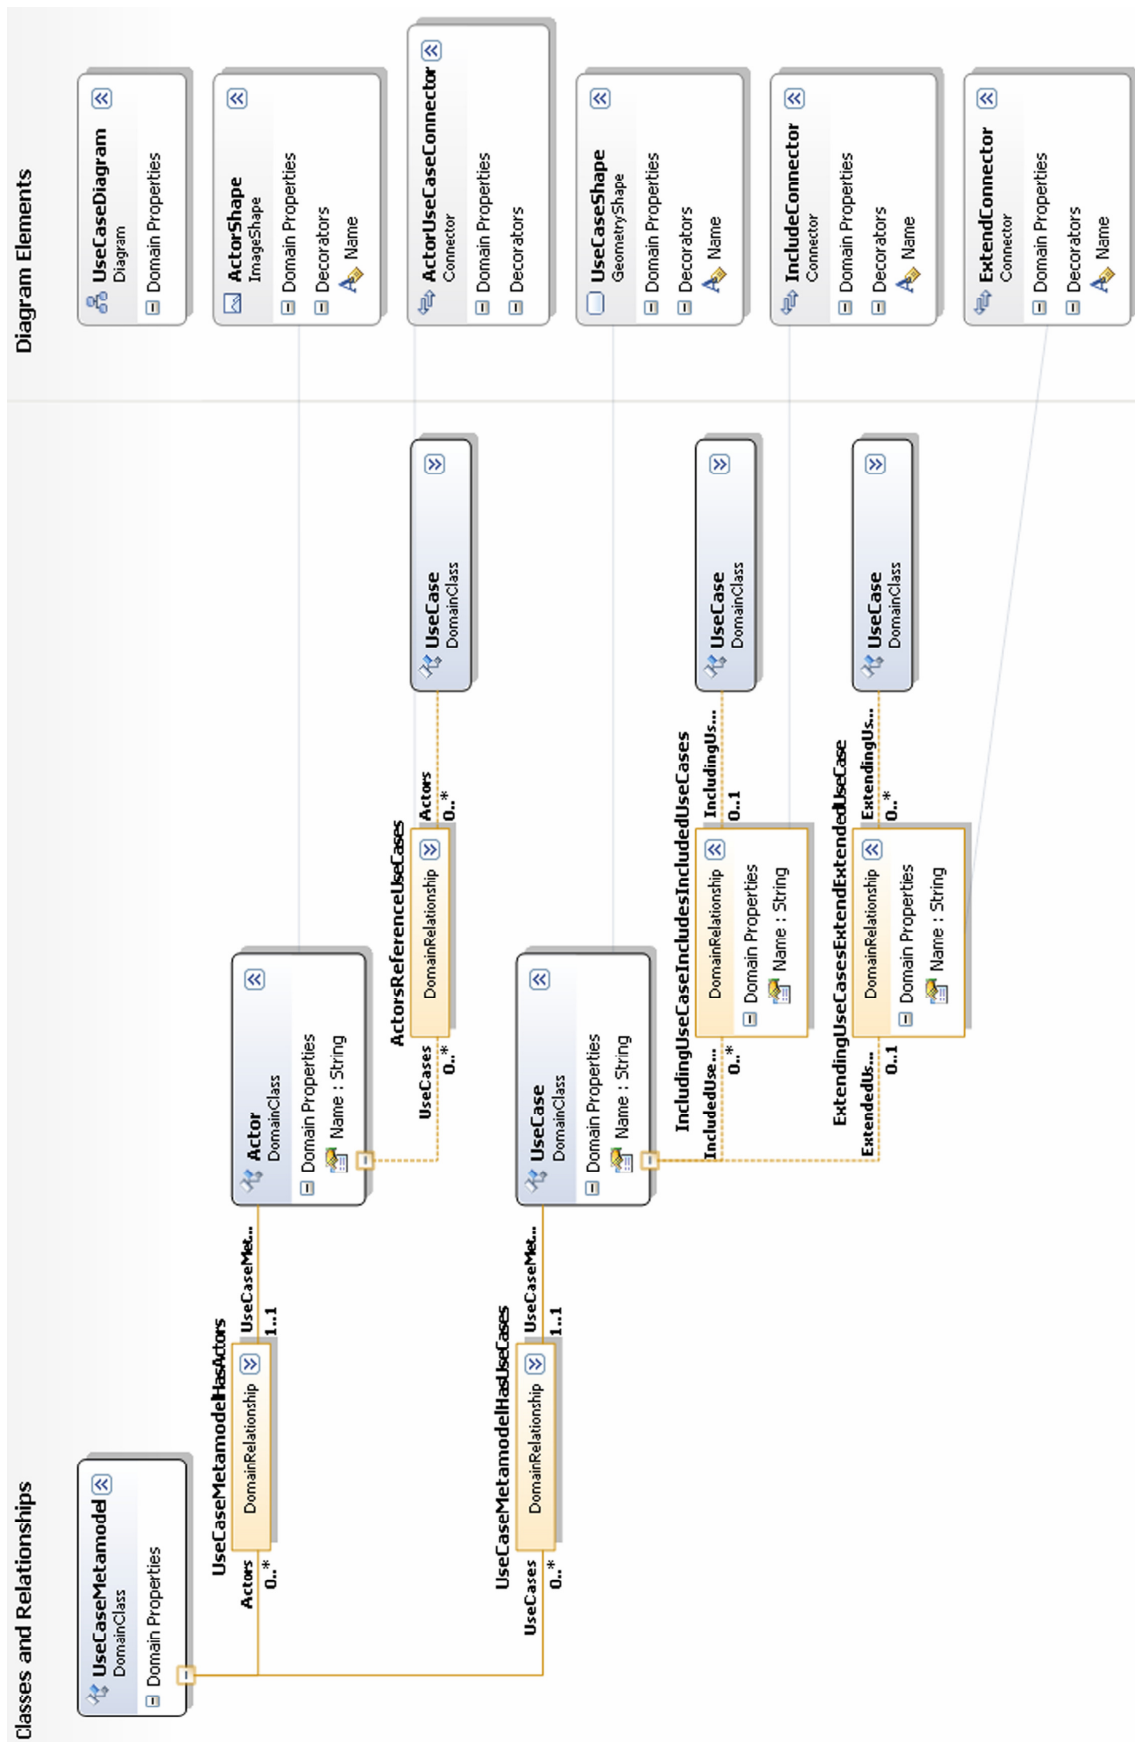 Classes and Relationships
Diagram Elements
UseCaseMetamodel
DomainClass
Domain Properties
UseCaseMetamodelHasActors
Actors
0..*
DomainRelationship
UseCaseMet...
1..1
Actor
DomainClass
Domain Properties
Name : String
ActorsReferenceUseCases
UseCases
0..*
DomainRelationship
Actors
0..*
UseCase
DomainClass
UseCaseMetamodelHasUseCases
UseCases
0..*
DomainRelationship
UseCaseMet...
1..1
UseCase
DomainClass
Domain Properties
Name : String
IncludingUseCaseIncludesIncludedUseCases
IncludedUse...
0..*
DomainRelationship
Domain Properties
Name : String
IncludingUs...
0..1
UseCase
DomainClass
ExtendingUseCasesExtendExtendedUseCase
ExtendedUs...
0..1
DomainRelationship
Domain Properties
Name : String
ExtendingUs...
0..*
UseCase
DomainClass
UseCaseDiagram
Diagram
Domain Properties
ActorShape
ImageShape
Domain Properties
Decorators
Name
ActorUseCaseConnector
Connector
Domain Properties
Decorators
UseCaseShape
GeometryShape
Domain Properties
Decorators
Name
IncludeConnector
Connector
Domain Properties
Decorators
Name
ExtendConnector
Connector
Domain Properties
Decorators
Name